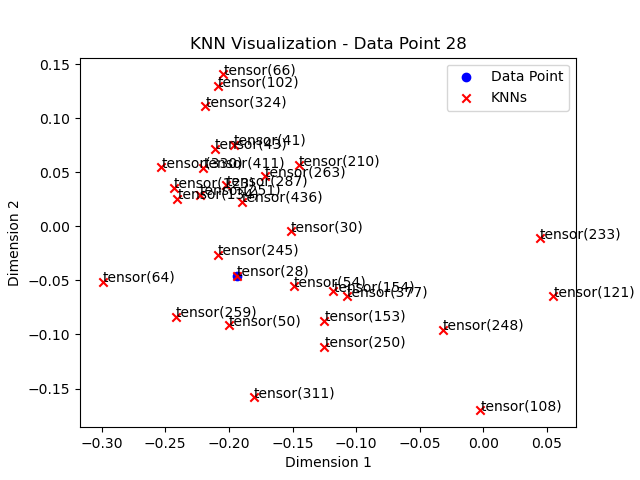 KNN Visualization - Data Point 28
Data Point
KNNs
tensor(66)
tensor(102)
tensor(324)
tensor(41)
tensor(43)
tensor(330)
tensor(411)
tensor(210)
tensor(263)
tensor(287)
tensor(436)
tensor(30)
tensor(233)
tensor(245)
tensor(28)
tensor(64)
tensor(54)
tensor(154)
tensor(377)
tensor(121)
tensor(259)
tensor(50)
tensor(153)
tensor(248)
tensor(250)
tensor(311)
tensor(108)
0.15
0.10
0.05
0.00
−0.05
−0.10
−0.15
Dimension 2
−0.30
−0.25
−0.20
−0.15
−0.10
−0.05
0.00
0.05
Dimension 1